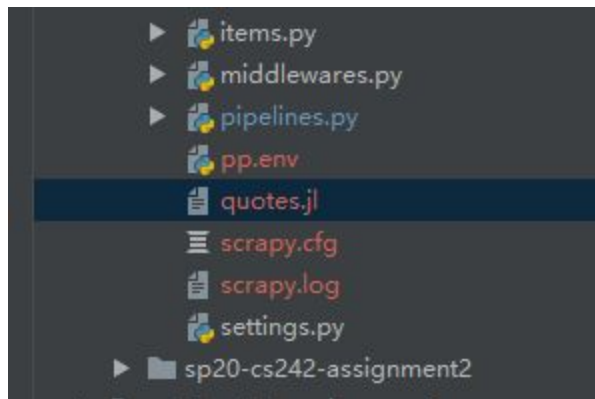 items.py
middlewares.py
pipelines.py
pp.env
quotes.jl
scrapy.cfg
scrapy.log
settings.py
sp20-cs242-assignment2